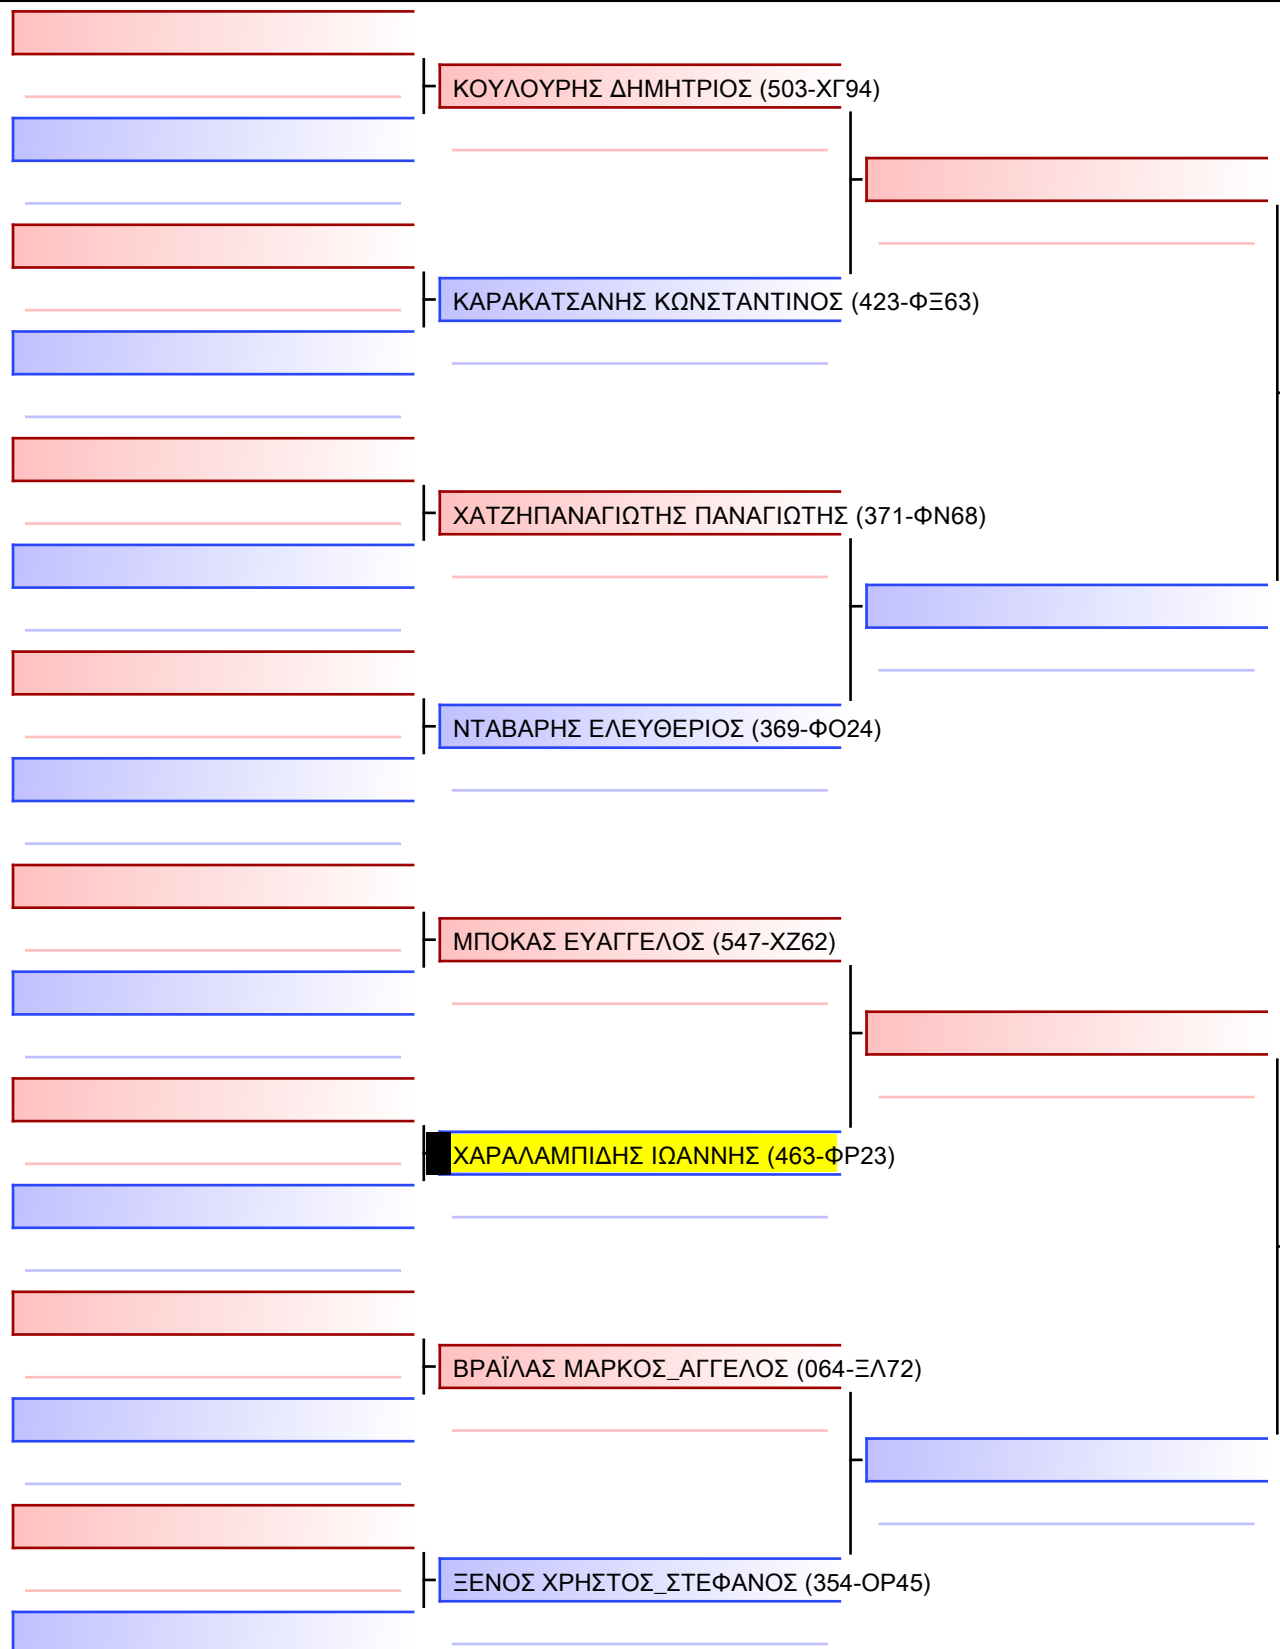 ΚΟΥΛΟΥΡΗΣ ΔΗΜΗΤΡΙΟΣ (503-ΧΓ94)
ΚΑΡΑΚΑΤΣΑΝΗΣ ΚΩΝΣΤΑΝΤΙΝΟΣ (423-ΦΞ63)
ΧΑΤΖΗΠΑΝΑΓΙΩΤΗΣ ΠΑΝΑΓΙΩΤΗΣ (371-ΦΝ68)
ΝΤΑΒΑΡΗΣ ΕΛΕΥΘΕΡΙΟΣ (369-ΦΟ24)
ΜΠΟΚΑΣ ΕΥΑΓΓΕΛΟΣ (547-ΧΖ62)
ΧΑΡΑΛΑΜΠΙΔΗΣ ΙΩΑΝΝΗΣ (463-ΦΡ23)
ΒΡΑΪΛΑΣ ΜΑΡΚΟΣ_ΑΓΓΕΛΟΣ (064-ΞΛ72)
ΞΕΝΟΣ ΧΡΗΣΤΟΣ_ΣΤΕΦΑΝΟΣ (354-ΟΡ45)